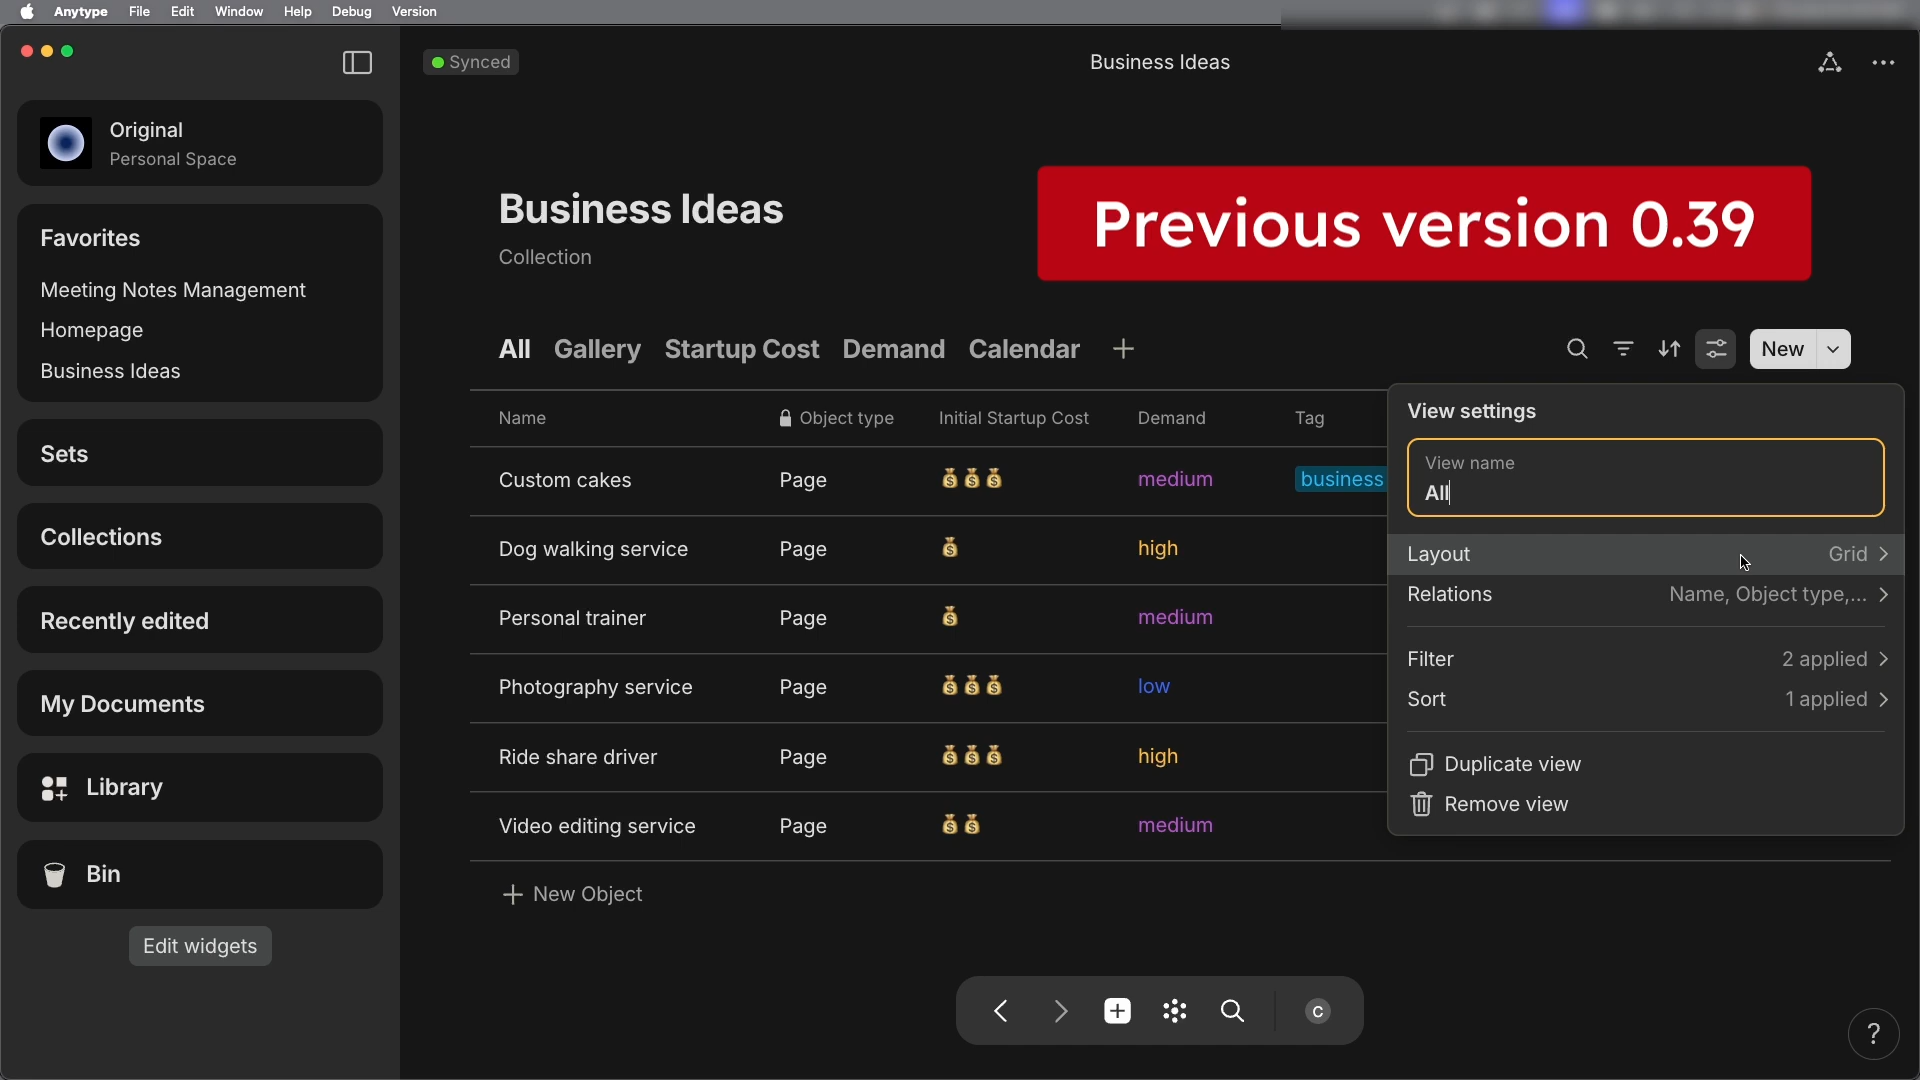 Anytype File Edit Window Help Debug Version
Synced
Business Ideas
Original
Personal Space
Favorites
Meeting Notes Management
Homepage
Business Ideas
Sets
Collections
Recently edited
My Documents
Library
Bin
Edit widgets
Business Ideas
Collection
Previous version 0.39
All Gallery Startup Cost Demand Calendar
New
Name Object type Initial Startup Cost Demand Tag
Custom cakes Page 💰💰💰 medium business
Dog walking service Page 💰 high
Personal trainer Page 💰 medium
Photography service Page 💰💰💰 low
Ride share driver Page 💰💰💰 high
Video editing service Page 💰💰 medium
+ New Object
View settings
View name
All
Layout Grid
Relations Name, Object type,...
Filter 2 applied
Sort 1 applied
Duplicate view
Remove view
C
?